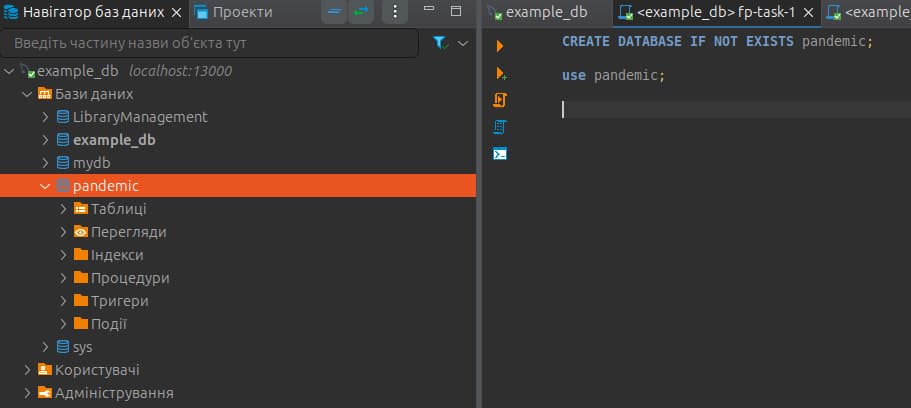 Навігатор баз даних
Проекти
Введіть частину назви об'єкта тут
example_db localhost:13000
Бази даних
LibraryManagement
example_db
mydb
pandemic
Таблиці
Перегляди
Індекси
Процедури
Тригери
Події
sys
Користувачі
Адміністрування
example_db
<example_db> fp-task-1
<example
CREATE DATABASE IF NOT EXISTS pandemic;
use pandemic;